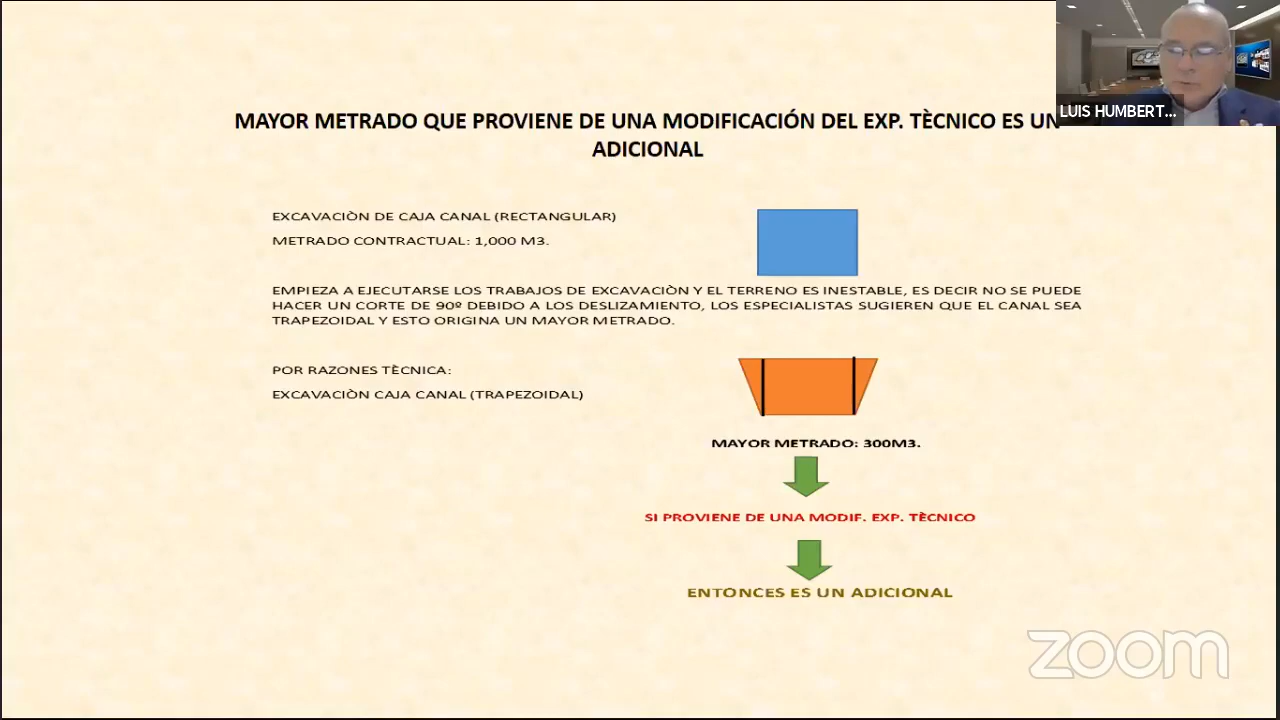 LUIS HUMBERT...
MAYOR METRADO QUE PROVIENE DE UNA MODIFICACIÓN DEL EXP. TÈCNICO ES UN
ADICIONAL
EXCAVACIÒN DE CAJA CANAL (RECTANGULAR)
METRADO CONTRACTUAL: 1,000 M3.
EMPIEZA A EJECUTARSE LOS TRABAJOS DE EXCAVACIÒN Y EL TERRENO ES INESTABLE, ES DECIR NO SE PUEDE
HACER UN CORTE DE 90º DEBIDO A LOS DESLIZAMIENTO, LOS ESPECIALISTAS SUGIEREN QUE EL CANAL SEA
TRAPEZOIDAL Y ESTO ORIGINA UN MAYOR METRADO.
POR RAZONES TÈCNICA:
EXCAVACIÒN CAJA CANAL (TRAPEZOIDAL)
MAYOR METRADO: 300M3.
SI PROVIENE DE UNA MODIF. EXP. TÈCNICO
ENTONCES ES UN ADICIONAL
zoom